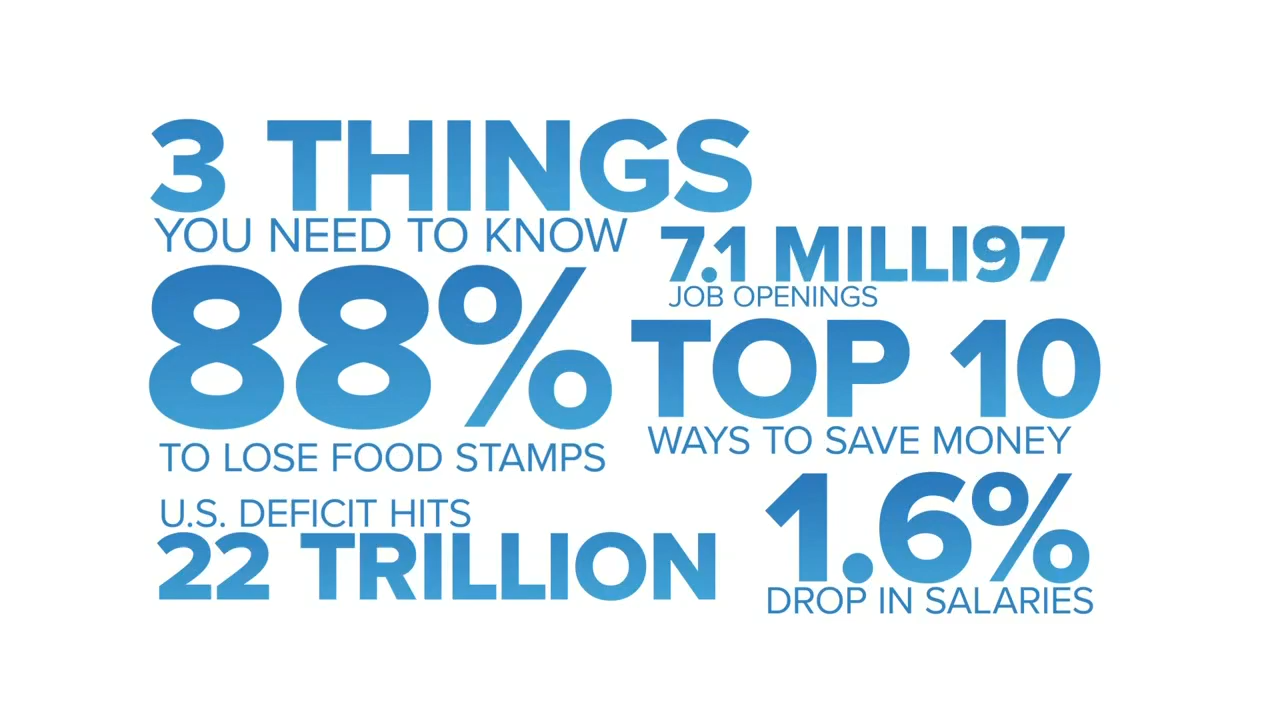 3 THINGS
YOU NEED TO KNOW
88%
TO LOSE FOOD STAMPS
U.S. DEFICIT HITS
22 TRILLION
7.1 MILLI97
JOB OPENINGS
TOP 10
WAYS TO SAVE MONEY
1.6%
DROP IN SALARIES